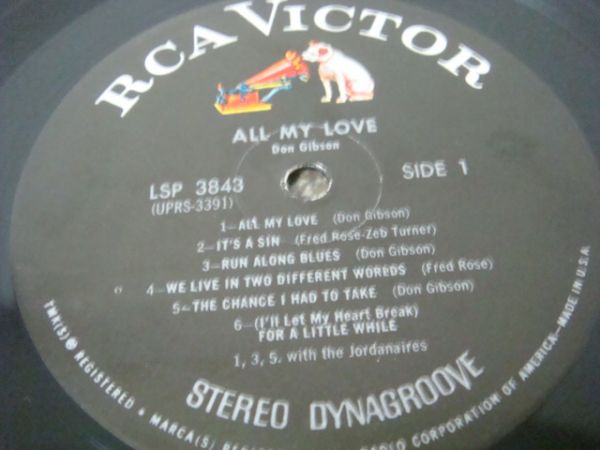 RCA VICTOR
ALL MY LOVE
Don Gibson
LSP 3843
(UPRS-3391)
SIDE 1
1—ALL MY LOVE (Don Gibson)
2—IT'S A SIN (Fred Rose-Zeb Turner)
3—RUN ALONG BLUES (Don Gibson)
4—WE LIVE IN TWO DIFFERENT WORLDS (Fred Rose)
5—THE CHANCE I HAD TO TAKE (Don Gibson)
6—(I'll Let My Heart Break)
FOR A LITTLE WHILE
1, 3, 5. with the Jordanaires
STEREO DYNAGROOVE
TMK(S) ® REGISTERED • MARCA(S) CORPORATION OF AMERICA—MADE IN U.S.A.